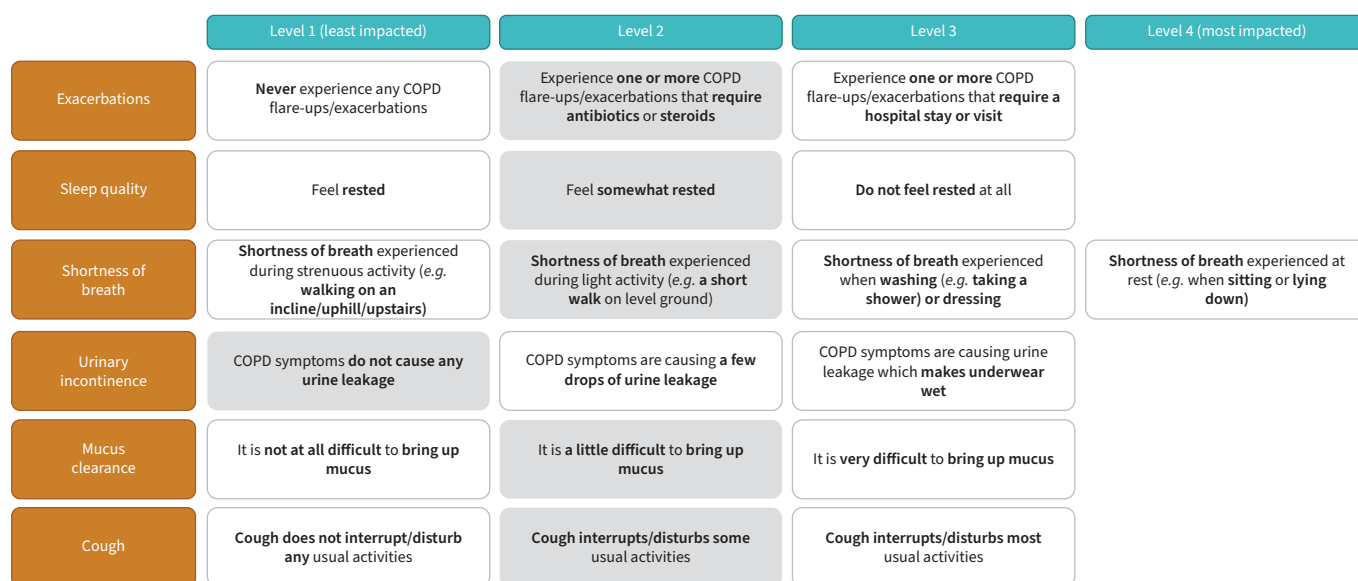 Level 1 (least impacted)
Level 2
Level 3
Level 4 (most impacted)
Exacerbations
Never experience any COPD
flare-ups/exacerbations
Experience one or more COPD
flare-ups/exacerbations that require
antibiotics or steroids
Experience one or more COPD
flare-ups/exacerbations that require a
hospital stay or visit
Sleep quality
Feel rested
Feel somewhat rested
Do not feel rested at all
Shortness of
breath
Shortness of breath experienced
during strenuous activity (e.g.
walking on an
incline/uphill/upstairs)
Shortness of breath experienced
during light activity (e.g. a short
walk on level ground)
Shortness of breath experienced
when washing (e.g. taking a
shower) or dressing
Shortness of breath experienced at
rest (e.g. when sitting or lying
down)
Urinary
incontinence
COPD symptoms do not cause any
urine leakage
COPD symptoms are causing a few
drops of urine leakage
COPD symptoms are causing urine
leakage which makes underwear
wet
Mucus
clearance
It is not at all difficult to bring up
mucus
It is a little difficult to bring up
mucus
It is very difficult to bring up mucus
Cough
Cough does not interrupt/disturb
any usual activities
Cough interrupts/disturbs some
usual activities
Cough interrupts/disturbs most
usual activities